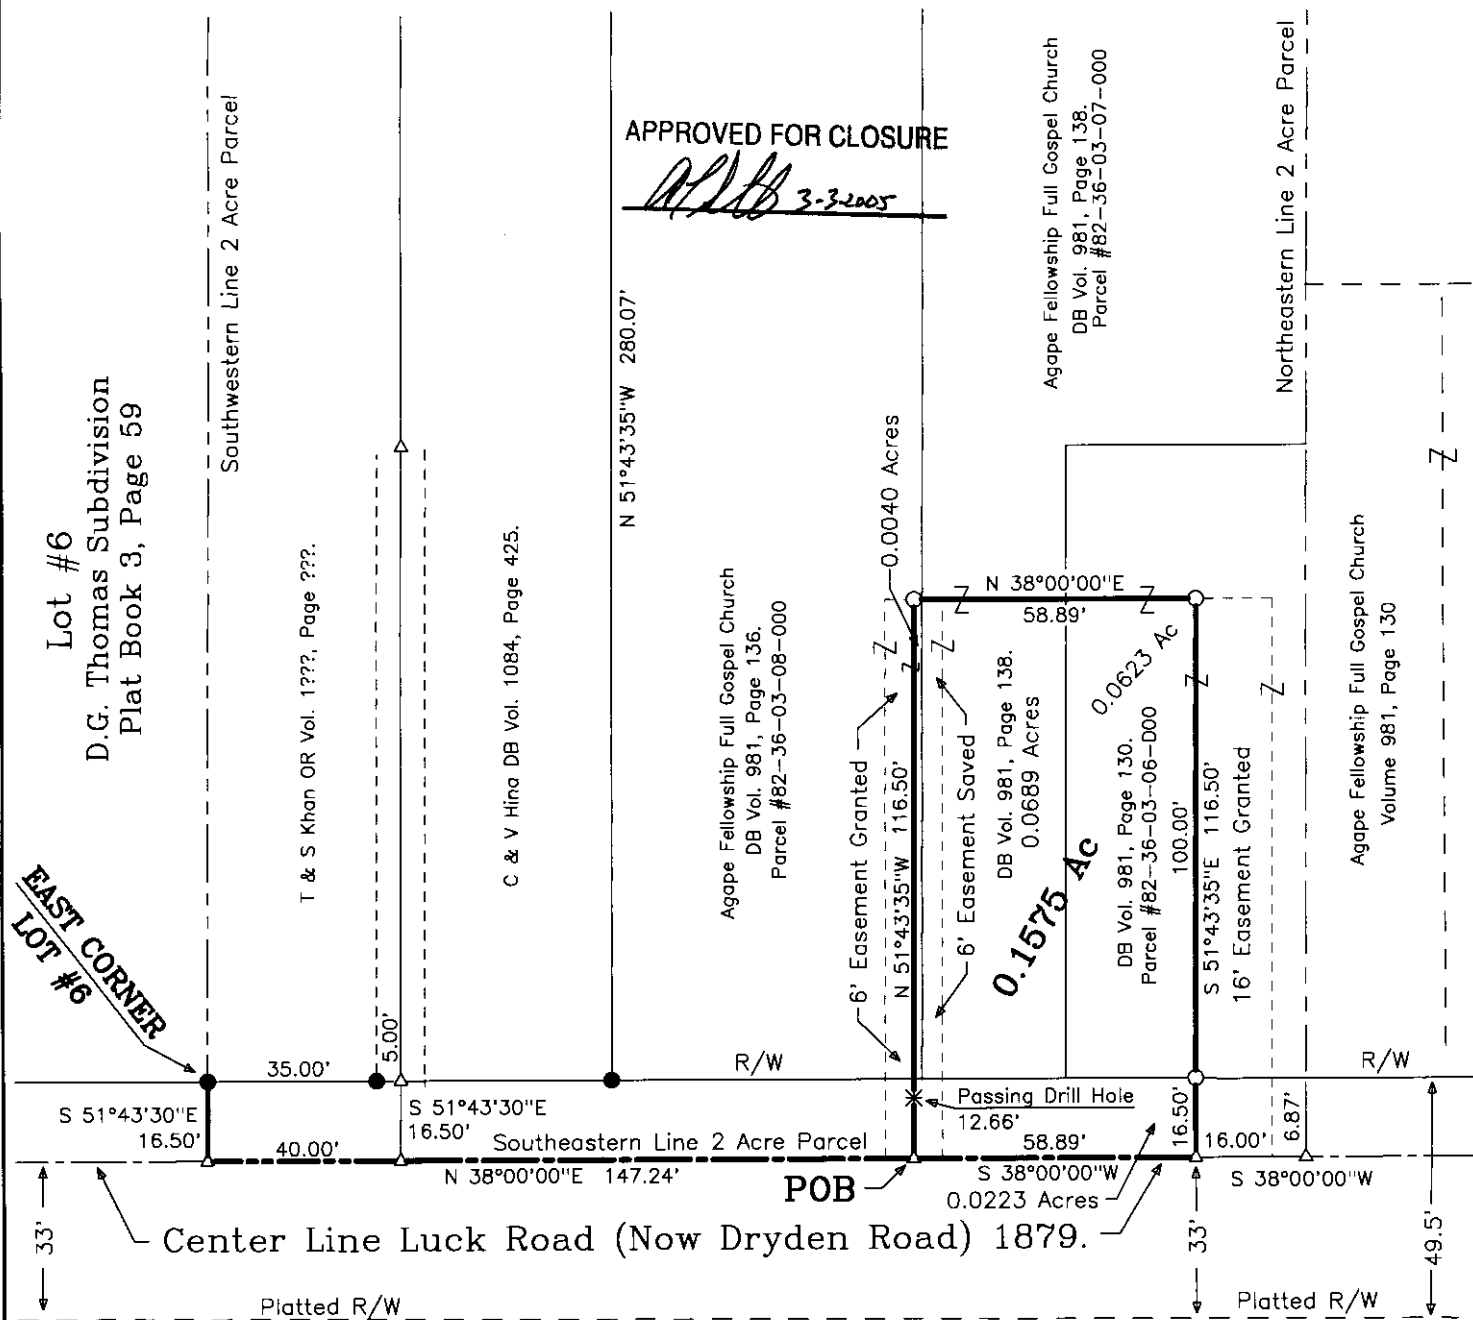 APPROVED FOR CLOSURE
3-3-2005
Southwestern Line 2 Acre Parcel
Lot #6
D.G. Thomas Subdivision
Plat Book 3, Page 59
T & S Khan OR Vol. 1???, Page ???.
C & V Hina DB Vol. 1084, Page 425.
N 51°43'35"W 280.07'
Agape Fellowship Full Gospel Church
DB Vol. 981, Page 136.
Parcel #82-36-03-08-000
Agape Fellowship Full Gospel Church
DB Vol. 981, Page 138.
Parcel #82-36-03-07-000
Northeastern Line 2 Acre Parcel
0.0040 Acres
N 38°00'00"E
58.89'
6' Easement Granted
N 51°43'35"W 116.50'
6' Easement Saved
DB Vol. 981, Page 138.
0.0689 Acres
0.1575 Ac
0.0623 Ac
DB Vol. 981, Page 130.
Parcel #82-36-03-06-D00
100.00'
S 51°43'35"E 116.50'
16' Easement Granted
Agape Fellowship Full Gospel Church
Volume 981, Page 130
EAST CORNER
LOT #6
35.00'
5.00'
R/W
R/W
S 51°43'30"E
16.50'
40.00'
S 51°43'30"E
16.50'
Southeastern Line 2 Acre Parcel
N 38°00'00"E 147.24'
POB
Passing Drill Hole
12.66'
58.89'
S 38°00'00"W
0.0223 Acres
16.50'
16.00'
6.87'
S 38°00'00"W
33'
Center Line Luck Road (Now Dryden Road) 1879.
33'
49.5'
Platted R/W
Platted R/W